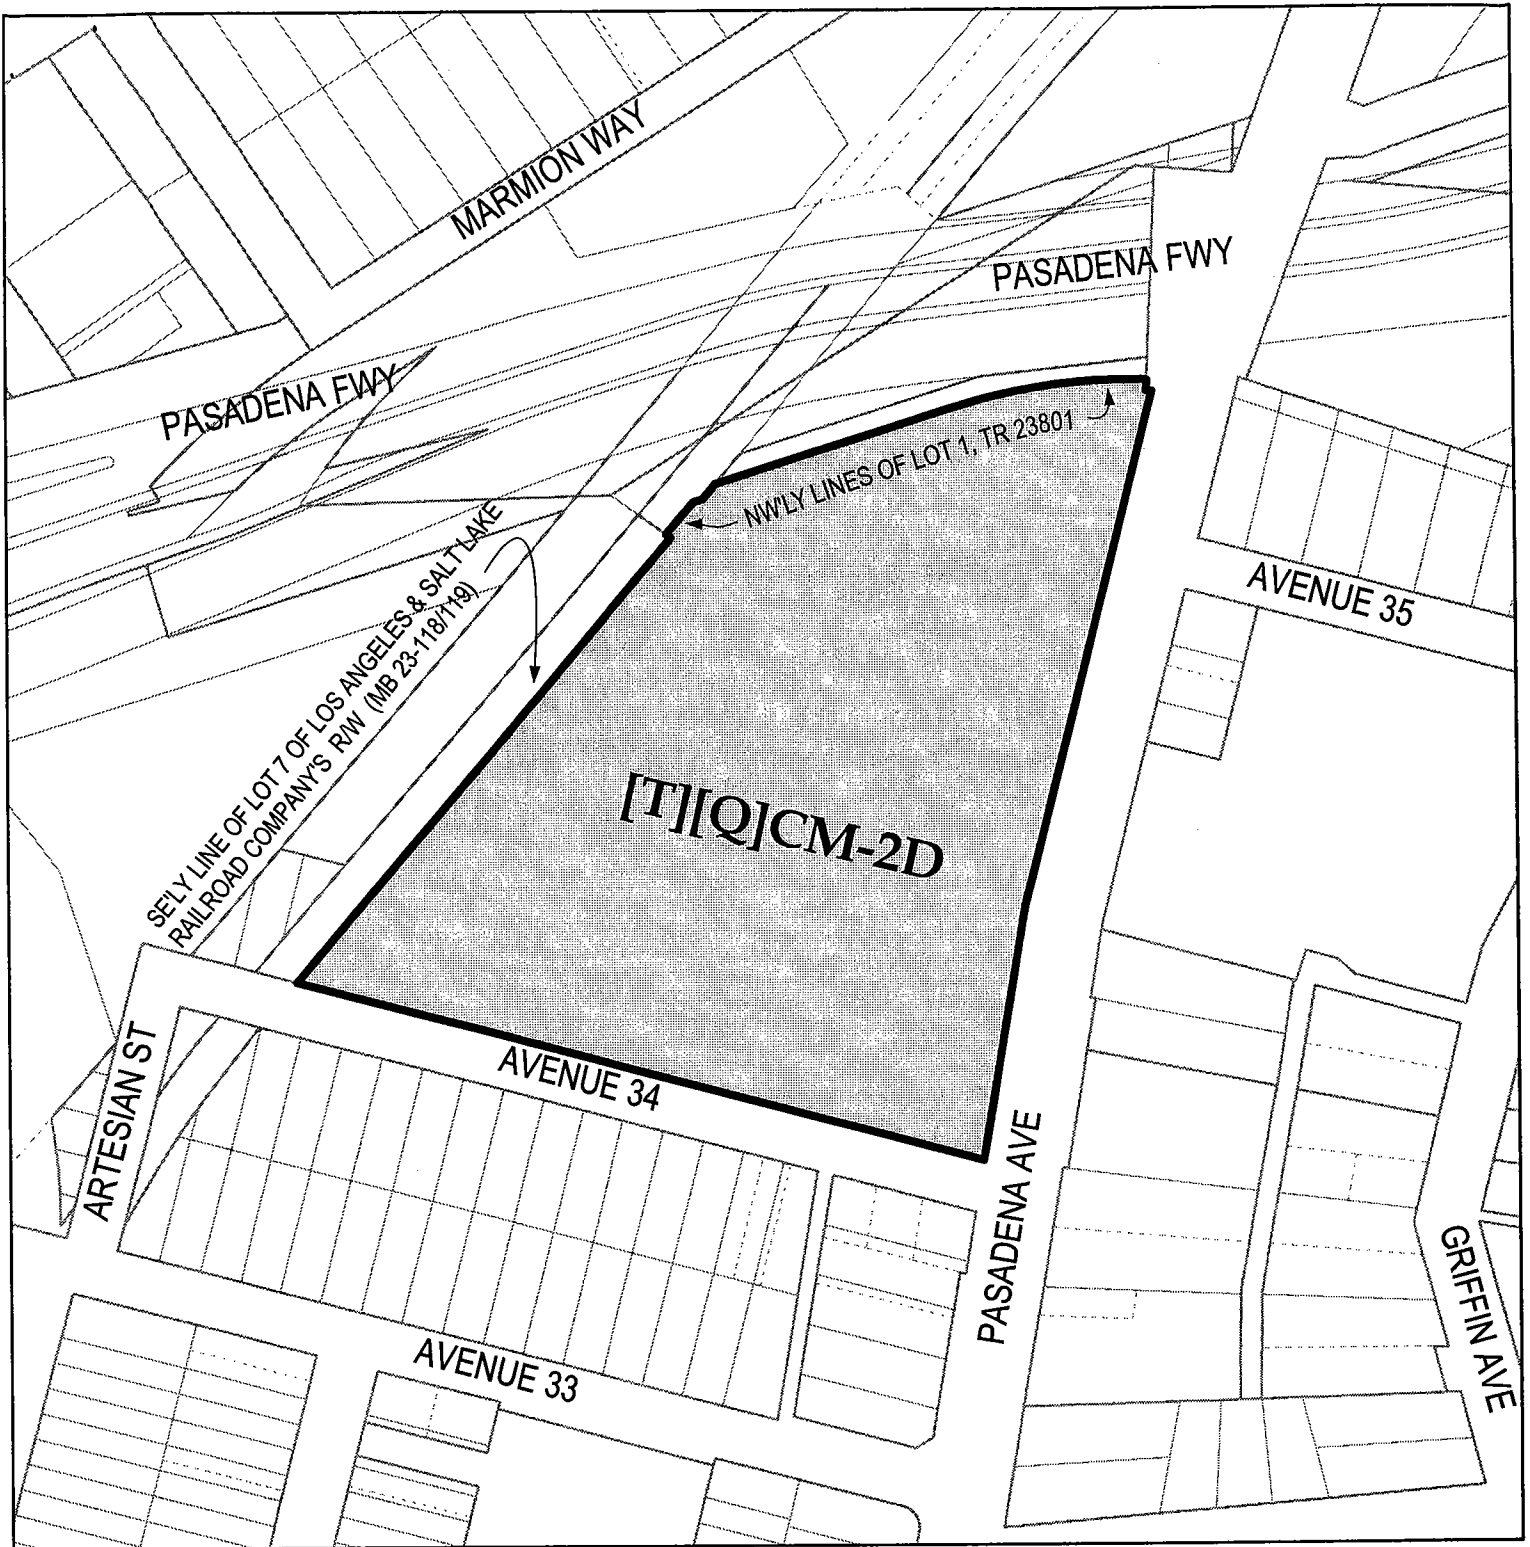 MARMION WAY
PASADENA FWY
PASADENA FWY
NW'LY LINES OF LOT 1, TR 23801
SE'LY LINE OF LOT 7 OF LOS ANGELES & SALT LAKE
RAILROAD COMPANY'S R/W (MB 23-118/119)
AVENUE 35
[T][Q]CM-2D
ARTESIAN ST
AVENUE 34
PASADENA AVE
GRIFFIN AVE
AVENUE 33